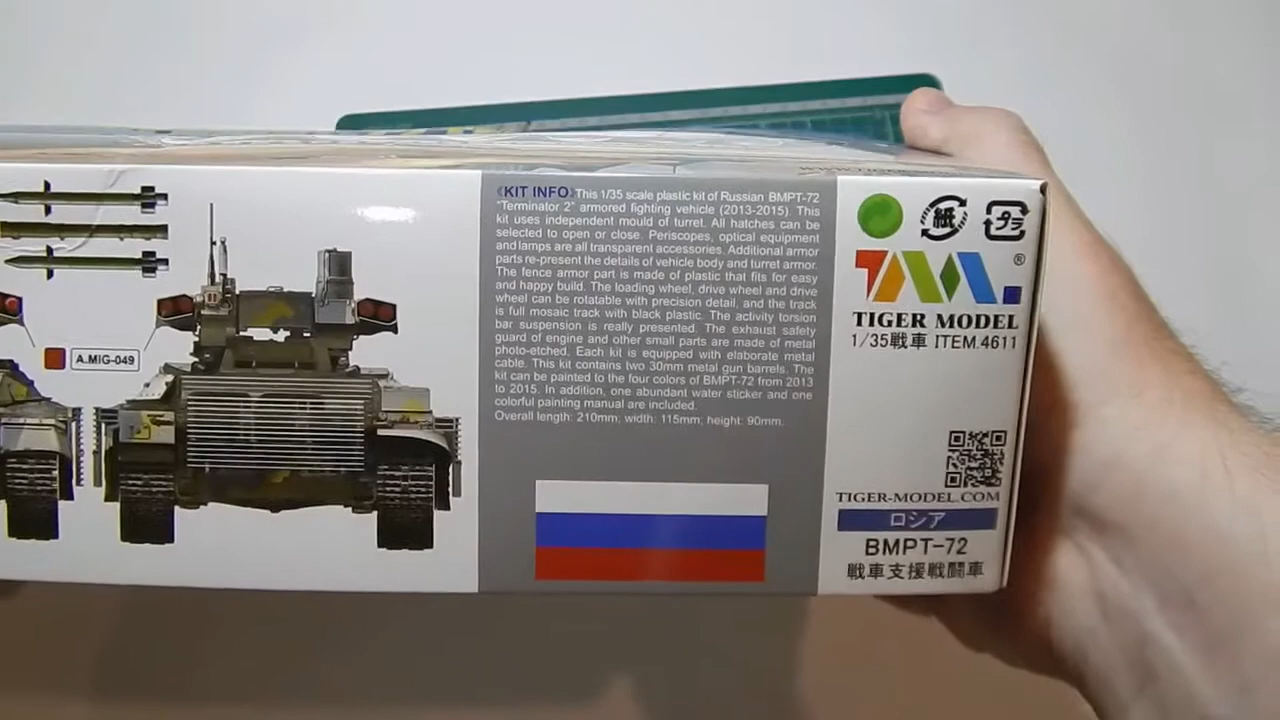 A.MIG-049
《KIT INFO》This 1/35 scale plastic kit of Russian BMPT-72
"Terminator 2" armored fighting vehicle (2013-2015). This
kit uses independent mould of turret. All hatches can be
selected to open or close. Periscopes, optical equipment
and lamps are all transparent accessories. Additional armor
parts re-present the details of vehicle body and turret armor.
The fence armor part is made of plastic that fits for easy
and happy build. The loading wheel, drive wheel and drive
wheel can be rotatable with precision detail, and the track
is full mosaic track with black plastic. The activity torsion
bar suspension is really presented. The exhaust safety
guard of engine and other small parts are made of metal
photo-etched. Each kit is equipped with elaborate metal
cable. This kit contains two 30mm metal gun barrels. The
kit can be painted to the four colors of BMPT-72 from 2013
to 2015. In addition, one abundant water sticker and one
colorful painting manual are included.
Overall length: 210mm; width: 115mm; height: 90mm.
紙 プラ
®
TIGER MODEL
1/35戦車 ITEM.4611
TIGER-MODEL.COM
ロシア
BMPT-72
戦車支援戦闘車